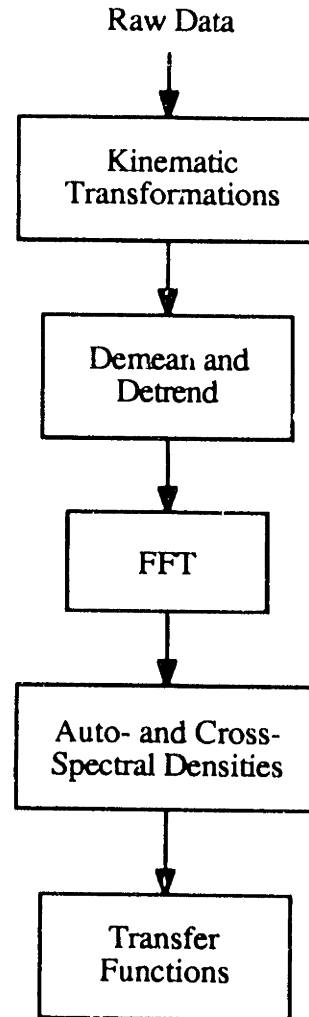 Raw Data
Kinematic
Transformations
Demean and
Detrend
FFT
Auto- and Cross-
Spectral Densities
Transfer
Functions